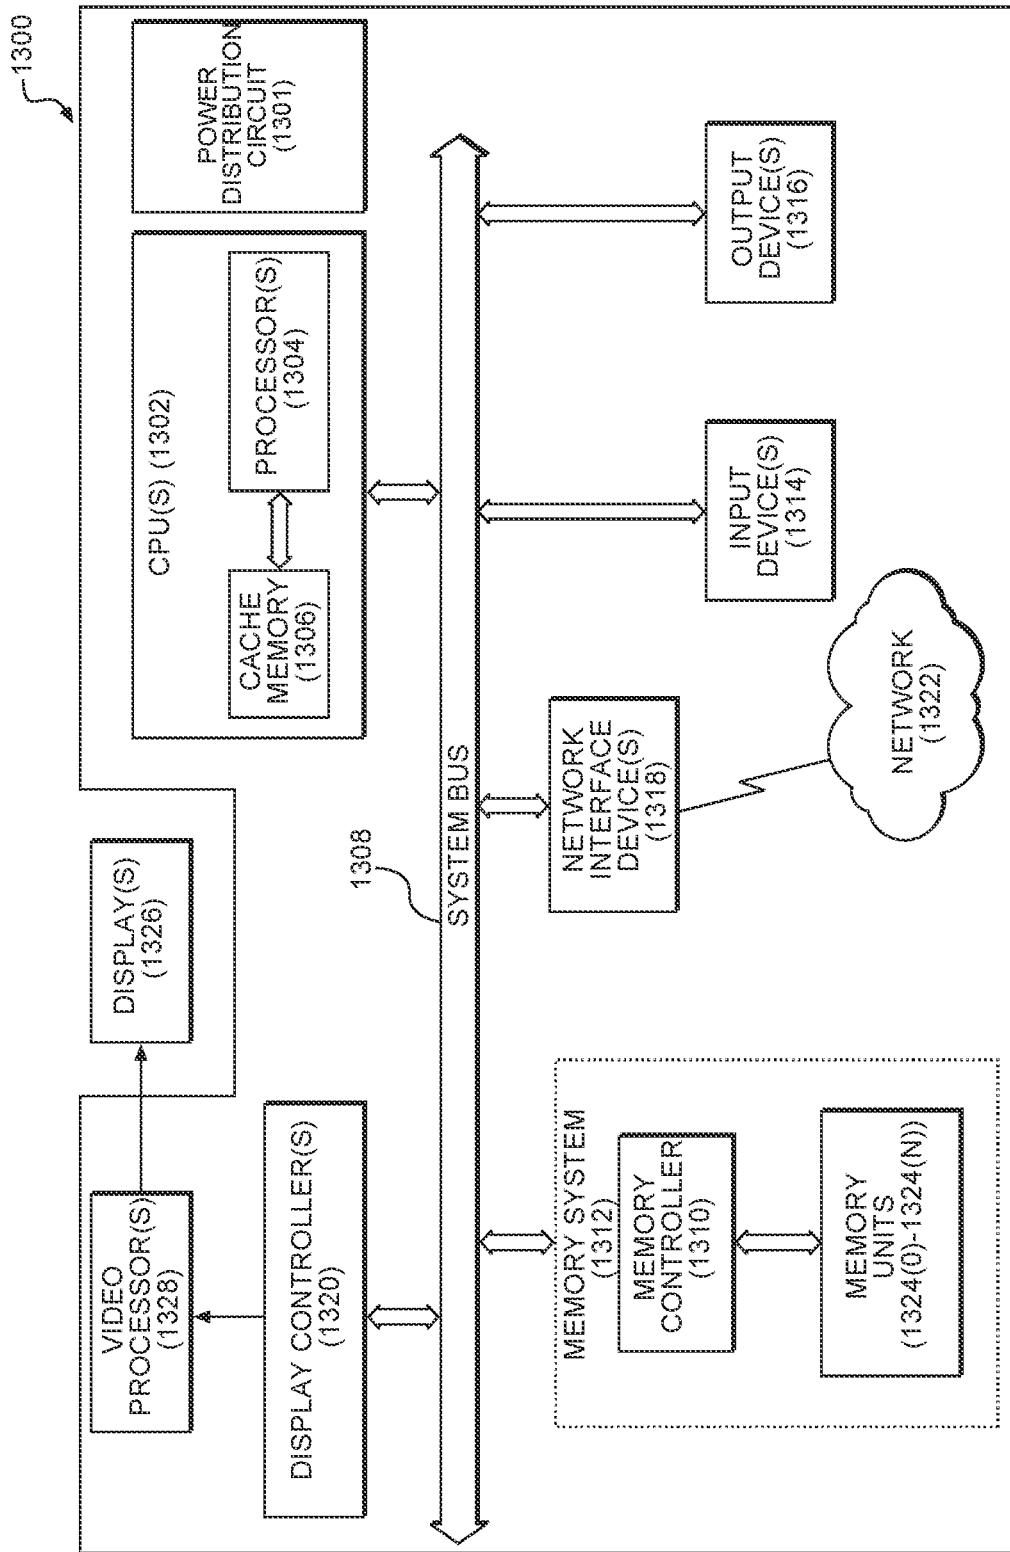 1300
POWER
DISTRIBUTION
CIRCUIT
(1301)
CPU(S) (1302)
PROCESSOR(S)
(1304)
CACHE
MEMORY
(1306)
DISPLAY(S)
(1326)
VIDEO
PROCESSOR(S)
(1328)
DISPLAY CONTROLLER(S)
(1320)
1308
SYSTEM BUS
MEMORY SYSTEM
(1312)
MEMORY
CONTROLLER
(1310)
MEMORY
UNITS
(1324(0)-1324(N))
NETWORK
INTERFACE
DEVICE(S)
(1318)
NETWORK
(1322)
INPUT
DEVICE(S)
(1314)
OUTPUT
DEVICE(S)
(1316)